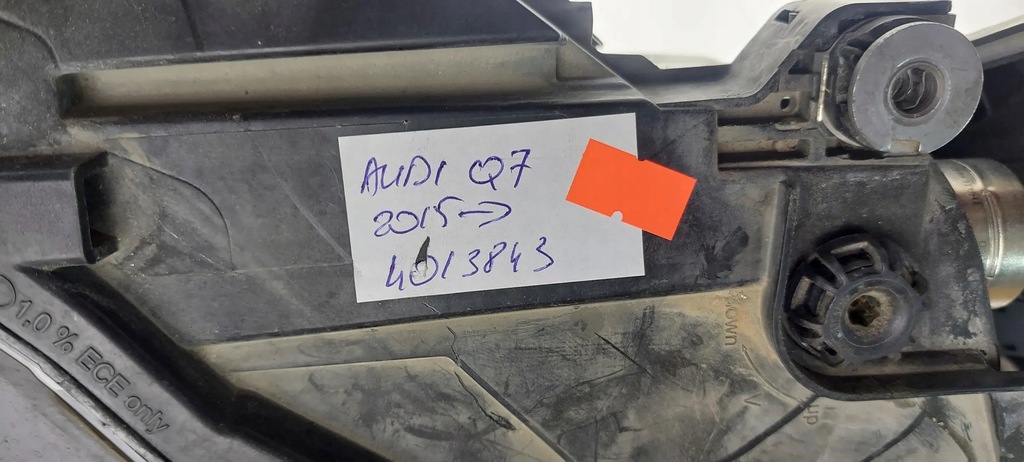 AUDI Q7
2015->
4013843
1.0 % ECE only
down
up